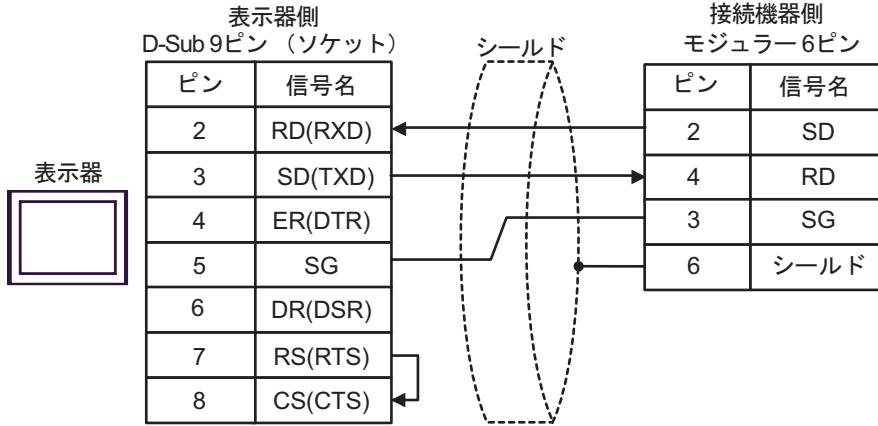 表示器側
D-Sub 9ピン （ソケット）
シールド
接続機器側
モジュラー 6ピン
表示器
ピン 信号名
2 RD(RXD)
3 SD(TXD)
4 ER(DTR)
5 SG
6 DR(DSR)
7 RS(RTS)
8 CS(CTS)
ピン 信号名
2 SD
4 RD
3 SG
6 シールド